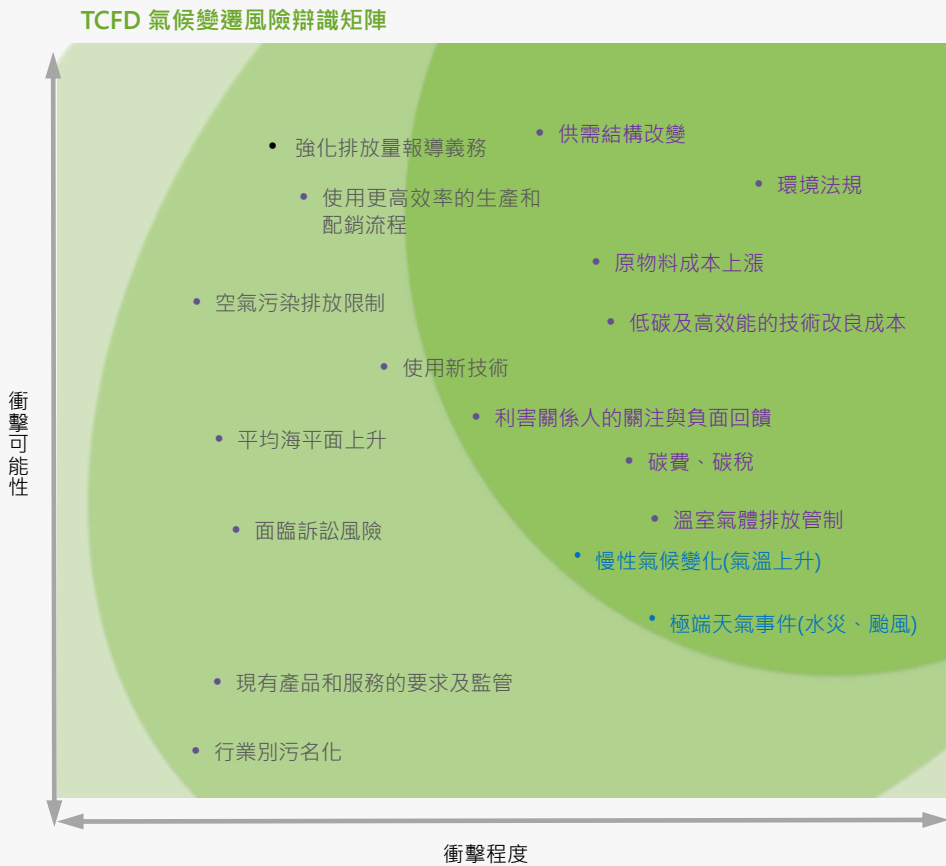 TCFD 氣候變遷風險辯識矩陣
供需結構改變
強化排放量報導義務
環境法規
使用更高效率的生產和
配銷流程
原物料成本上漲
空氣污染排放限制
低碳及高效能的技術改良成本
使用新技術
利害關係人的關注與負面回饋
平均海平面上升
碳費、碳稅
溫室氣體排放管制
面臨訴訟風險
慢性氣候變化(氣溫上升)
極端天氣事件(水災、颱風)
現有產品和服務的要求及監管
行業別污名化
衝擊可能性
衝擊程度